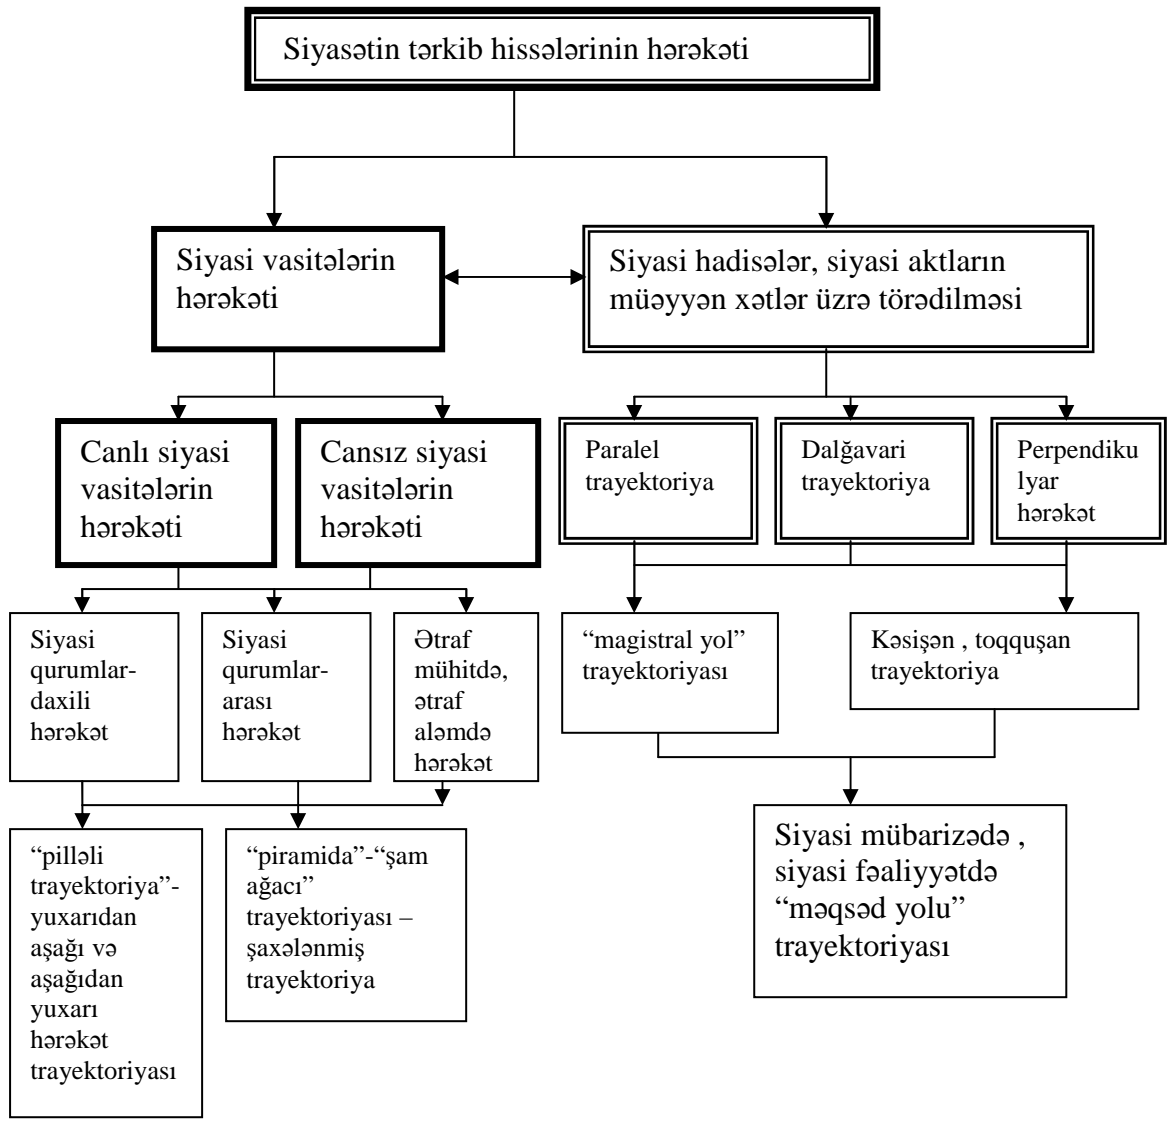 Siyasətin tərkib hissələrinin hərəkəti
Siyasi vasitələrin
hərəkəti
Siyasi hadisələr, siyasi aktların
müəyyən xətlər üzrə törədilməsi
Canlı siyasi
vasitələrin
hərəkəti
Cansız siyasi
vasitələrin
hərəkəti
Paralel
trayektoriya
Dalğavari
trayektoriya
Perpendiku
lyar
hərəkət
Siyasi
qurumlar-
daxili
hərəkət
Siyasi
qurumlar-
arası
hərəkət
Ətraf
mühitdə,
ətraf
aləmdə
hərəkət
“magistral yol”
trayektoriyası
Kəsişən , toqquşan
trayektoriya
“pilləli
trayektoriya”-
yuxarıdan
aşağı və
aşağıdan
yuxarı
hərəkət
trayektoriyası
“piramida”-“şam
ağacı”
trayektoriyası –
şaxələnmiş
trayektoriya
Siyasi mübarizədə ,
siyasi fəaliyyətdə
“məqsəd yolu”
trayektoriyası